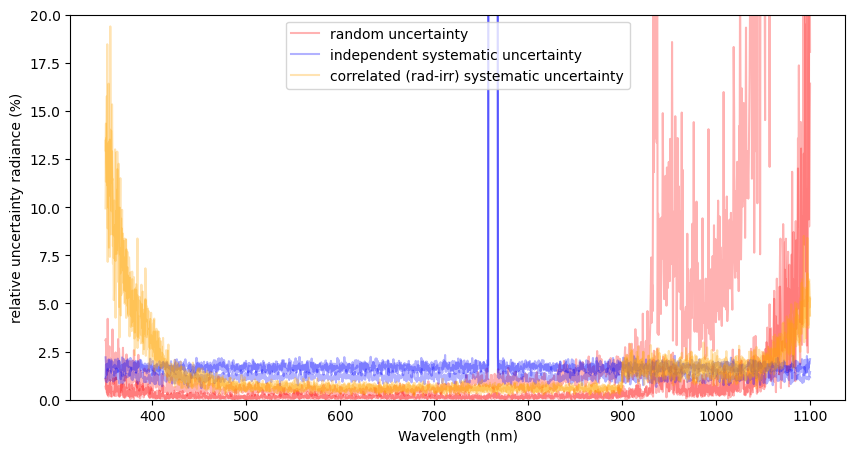 random uncertainty
independent systematic uncertainty
correlated (rad-irr) systematic uncertainty
relative uncertainty radiance (%)
20.0
17.5
15.0
12.5
10.0
7.5
5.0
2.5
0.0
400 500 600 700 800 900 1000 1100
Wavelength (nm)